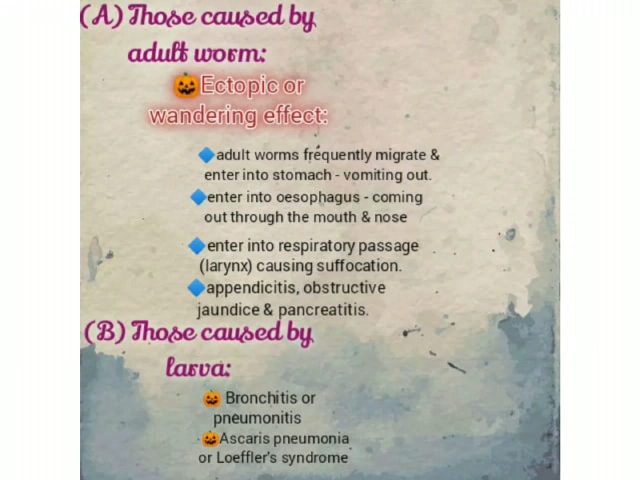 (A) Those caused by
adult worm:
🎃Ectopic or
wandering effect:
🔷adult worms frequently migrate &
enter into stomach - vomiting out.
🔷enter into oesophagus - coming
out through the mouth & nose
🔷enter into respiratory passage
(larynx) causing suffocation.
🔷appendicitis, obstructive
jaundice & pancreatitis.
(B) Those caused by
larva:
🎃 Bronchitis or
pneumonitis
🎃Ascaris pneumonia
or Loeffler's syndrome